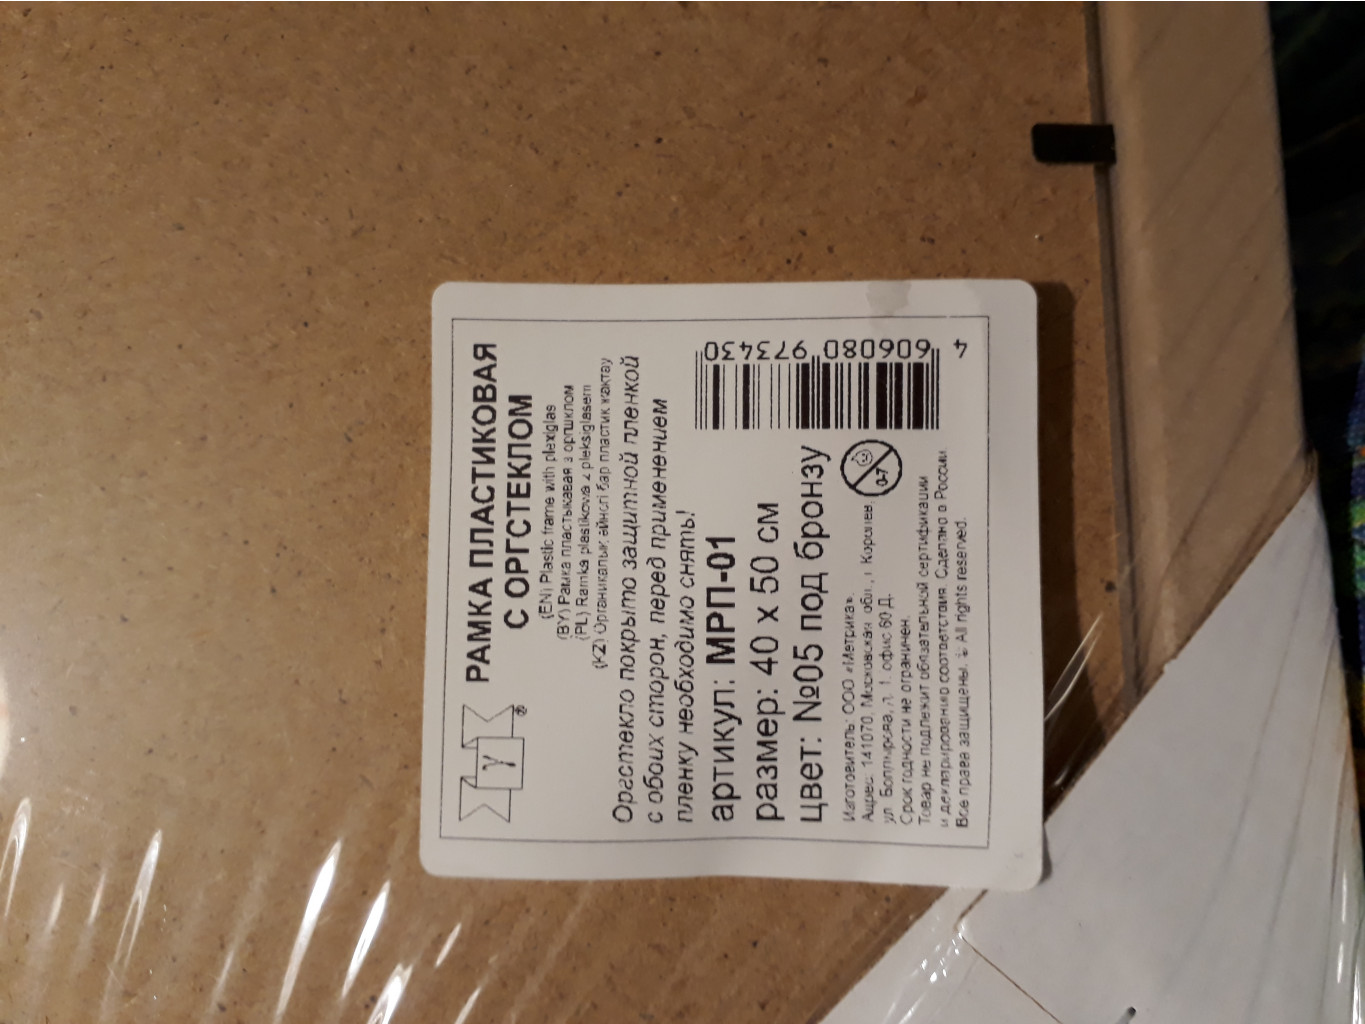 РАМКА ПЛАСТИКОВАЯ
С ОРГСТЕКЛОМ
(EN) Plastic frame with plexiglas
(BY) Рамка пластыкавая з оргшклом
(PL) Ramka plastikowa z pleksiglasem
(KZ) Органикалық әйнегі бар пластик жақтау
Оргстекло покрыто защитной пленкой
с обоих сторон, перед применением
пленку необходимо снять!
артикул: МРП-01
размер: 40 x 50 см
цвет: №05 под бронзу
Изготовитель: ООО «Метрика».
Адрес: 141070, Московская обл., г. Королев,
ул. д. 1, офис 60 Д.
Срок годности не ограничен.
Товар не подлежит обязательной сертификации
и декларированию соответствия. Сделано в России
Все права защищены. © All rights reserved.
γ
®
0-7
4 606080 973430